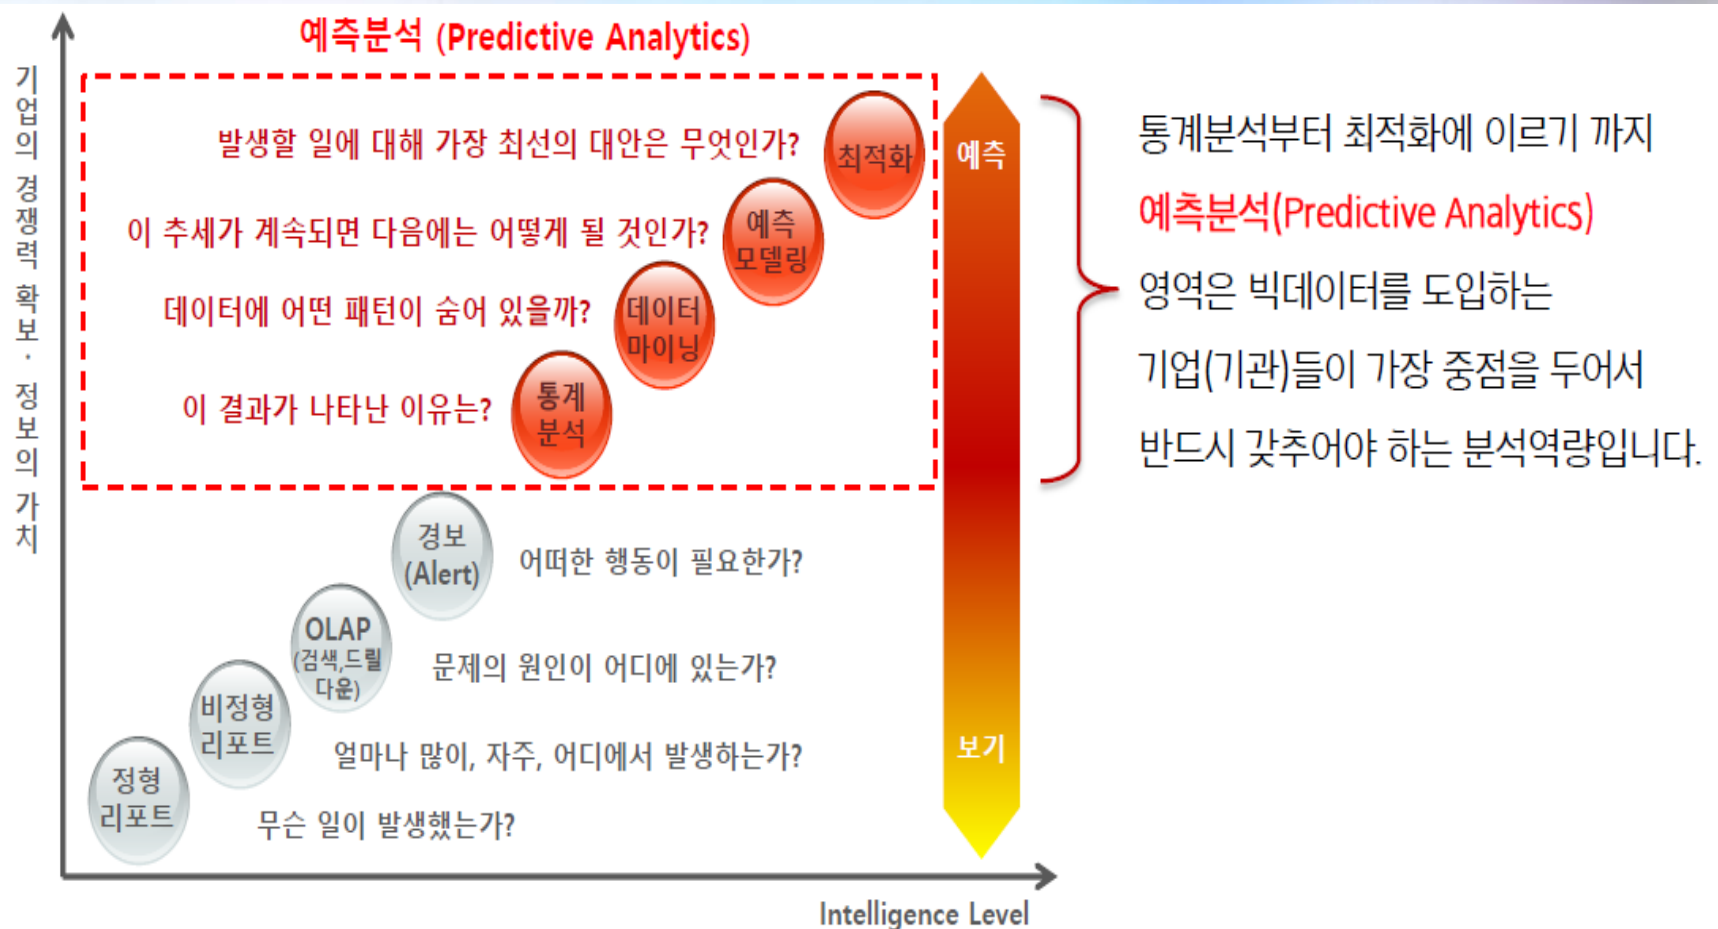 예측분석 (Predictive Analytics)
기업의 경쟁력 확보 · 정보의 가치
발생할 일에 대해 가장 최선의 대안은 무엇인가?
최적화
이 추세가 계속되면 다음에는 어떻게 될 것인가?
예측
모델링
데이터에 어떤 패턴이 숨어 있을까?
데이터
마이닝
이 결과가 나타난 이유는?
통계
분석
경보
(Alert)
어떠한 행동이 필요한가?
OLAP
(검색,드릴
다운)
문제의 원인이 어디에 있는가?
비정형
리포트
얼마나 많이, 자주, 어디에서 발생하는가?
정형
리포트
무슨 일이 발생했는가?
예측
보기
통계분석부터 최적화에 이르기 까지
예측분석(Predictive Analytics)
영역은 빅데이터를 도입하는
기업(기관)들이 가장 중점을 두어서
반드시 갖추어야 하는 분석역량입니다.
Intelligence Level